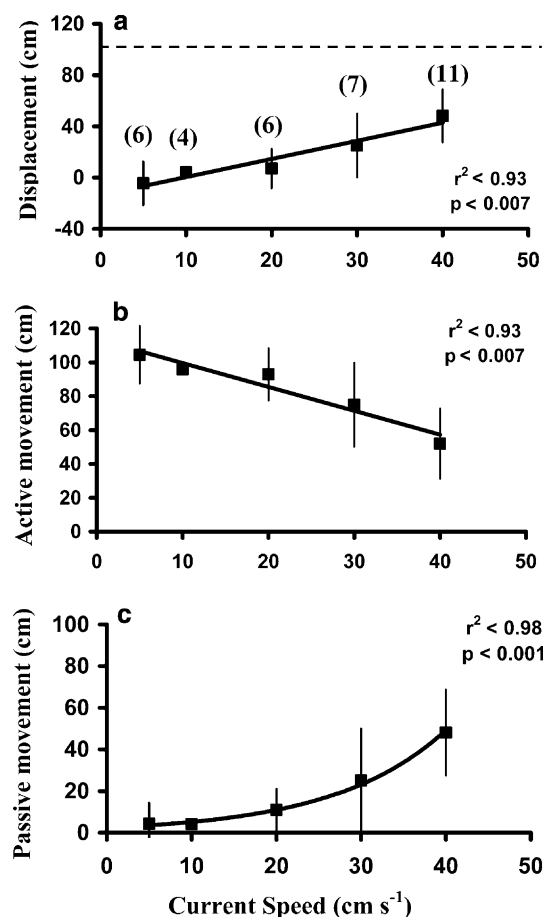 a
120
80
40
0
-40
Displacement (cm)
(6)
(4)
(6)
(7)
(11)
r² < 0.93
p < 0.007
0 10 20 30 40 50
b
120
100
80
60
40
20
0
Active movement (cm)
r² < 0.93
p < 0.007
0 10 20 30 40 50
c
100
80
60
40
20
0
Passive movement (cm)
r² < 0.98
p < 0.001
0 10 20 30 40 50
Current Speed (cm s⁻¹)